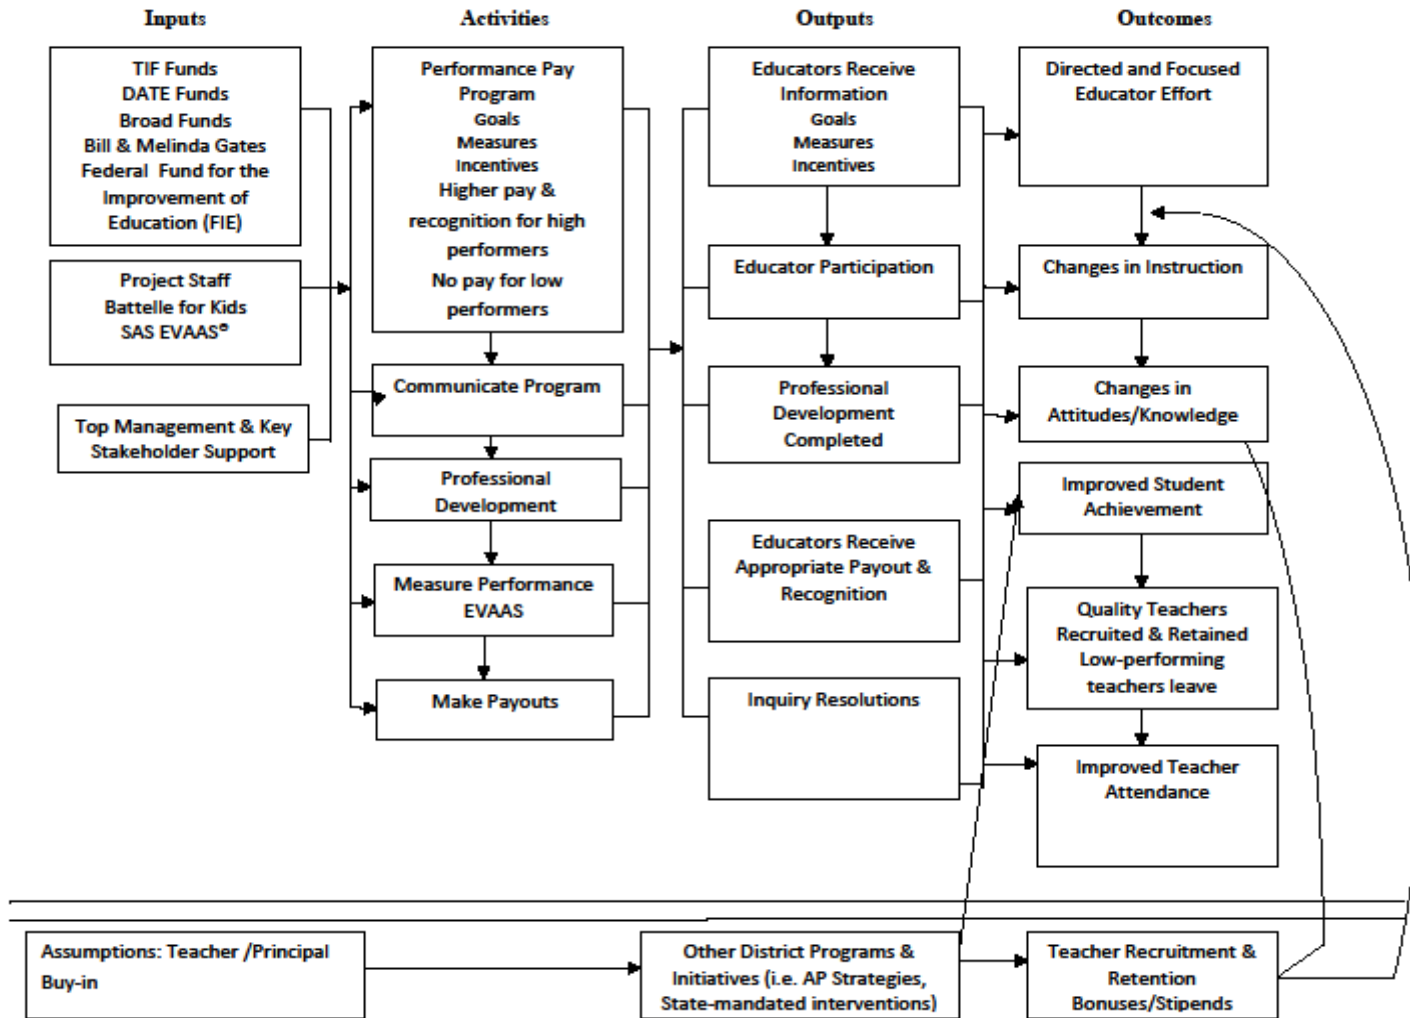 Inputs
Activities
Outputs
Outcomes
TIF Funds
DATE Funds
Broad Funds
Bill & Melinda Gates
Federal Fund for the
Improvement of
Education (FIE)
Project Staff
Battelle for Kids
SAS EVAAS®
Top Management & Key
Stakeholder Support
Performance Pay
Program
Goals
Measures
Incentives
Higher pay &
recognition for high
performers
No pay for low
performers
Communicate Program
Professional
Development
Measure Performance
EVAAS
Make Payouts
Educators Receive
Information
Goals
Measures
Incentives
Educator Participation
Professional
Development
Completed
Educators Receive
Appropriate Payout &
Recognition
Inquiry Resolutions
Directed and Focused
Educator Effort
Changes in Instruction
Changes in
Attitudes/Knowledge
Improved Student
Achievement
Quality Teachers
Recruited & Retained
Low-performing
teachers leave
Improved Teacher
Attendance
Assumptions: Teacher /Principal
Buy-in
Other District Programs &
Initiatives (i.e. AP Strategies,
State-mandated interventions)
Teacher Recruitment &
Retention
Bonuses/Stipends